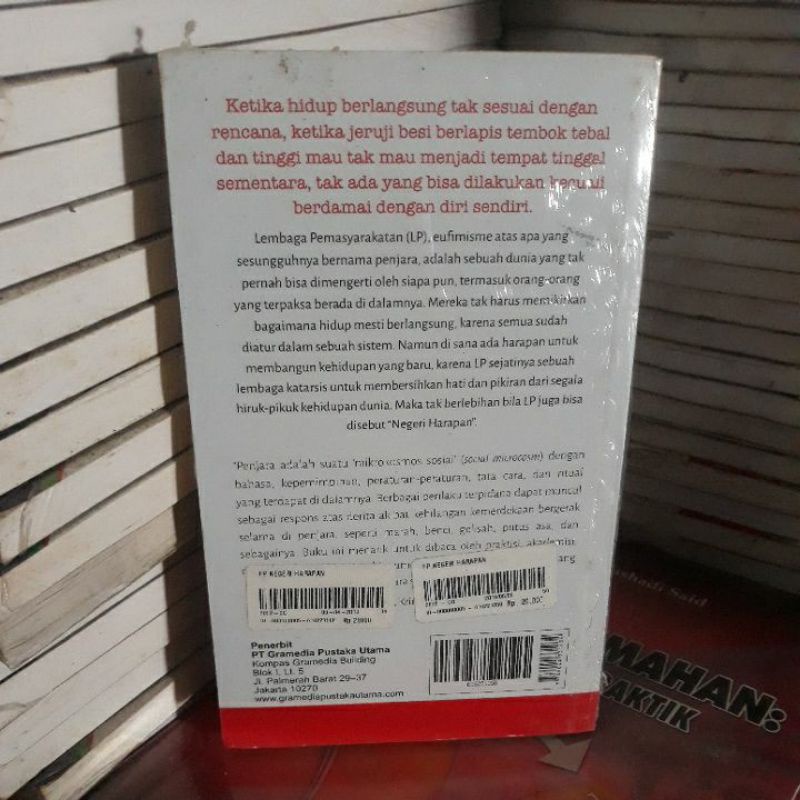 Ketika hidup berlangsung tak sesuai dengan
rencana, ketika jeruji besi berlapis tembok tebal
dan tinggi mau tak mau menjadi tempat tinggal
sementara, tak ada yang bisa dilakukan kecuali
berdamai dengan diri sendiri.
Lembaga Pemasyarakatan (LP), eufimisme atas apa yang
sesungguhnya bernama penjara, adalah sebuah dunia yang tak
pernah bisa dimengerti oleh siapa pun, termasuk orang-orang
yang terpaksa berada di dalamnya. Mereka tak harus memikirkan
bagaimana hidup mesti berlangsung, karena semua sudah
diatur dalam sebuah sistem. Namun di sana ada harapan untuk
membangun kehidupan yang baru, karena LP sejatinya sebuah
lembaga katarsis untuk membersihkan hati dan pikiran dari segala
hiruk-pikuk kehidupan dunia. Maka tak berlebihan bila LP juga bisa
disebut "Negeri Harapan".
"Penjara adalah suatu 'mikrokosmos sosial' (social microcosm) dengan
bahasa, kepemimpinan, peraturan-peraturan, tata cara, dan ritual
yang terdapat di dalamnya. Berbagai perilaku terpidana dapat muncul
sebagai respons atas derita akibat kehilangan kemerdekaan bergerak
selama di penjara, seperti marah, benci, gelisah, putus asa, dan
sebagainya. Buku ini menarik untuk dibaca oleh praktisi, akademisi,
LP NEGERI HARAPAN
LP NEGERI HARAPAN
Penerbit
PT Gramedia Pustaka Utama
Kompas Gramedia Building
Blok I, Lt. 5
Jl. Palmerah Barat 29-37
Jakarta 10270
www.gramediapustakautama.com
Said
MAHAN:
AKTIK